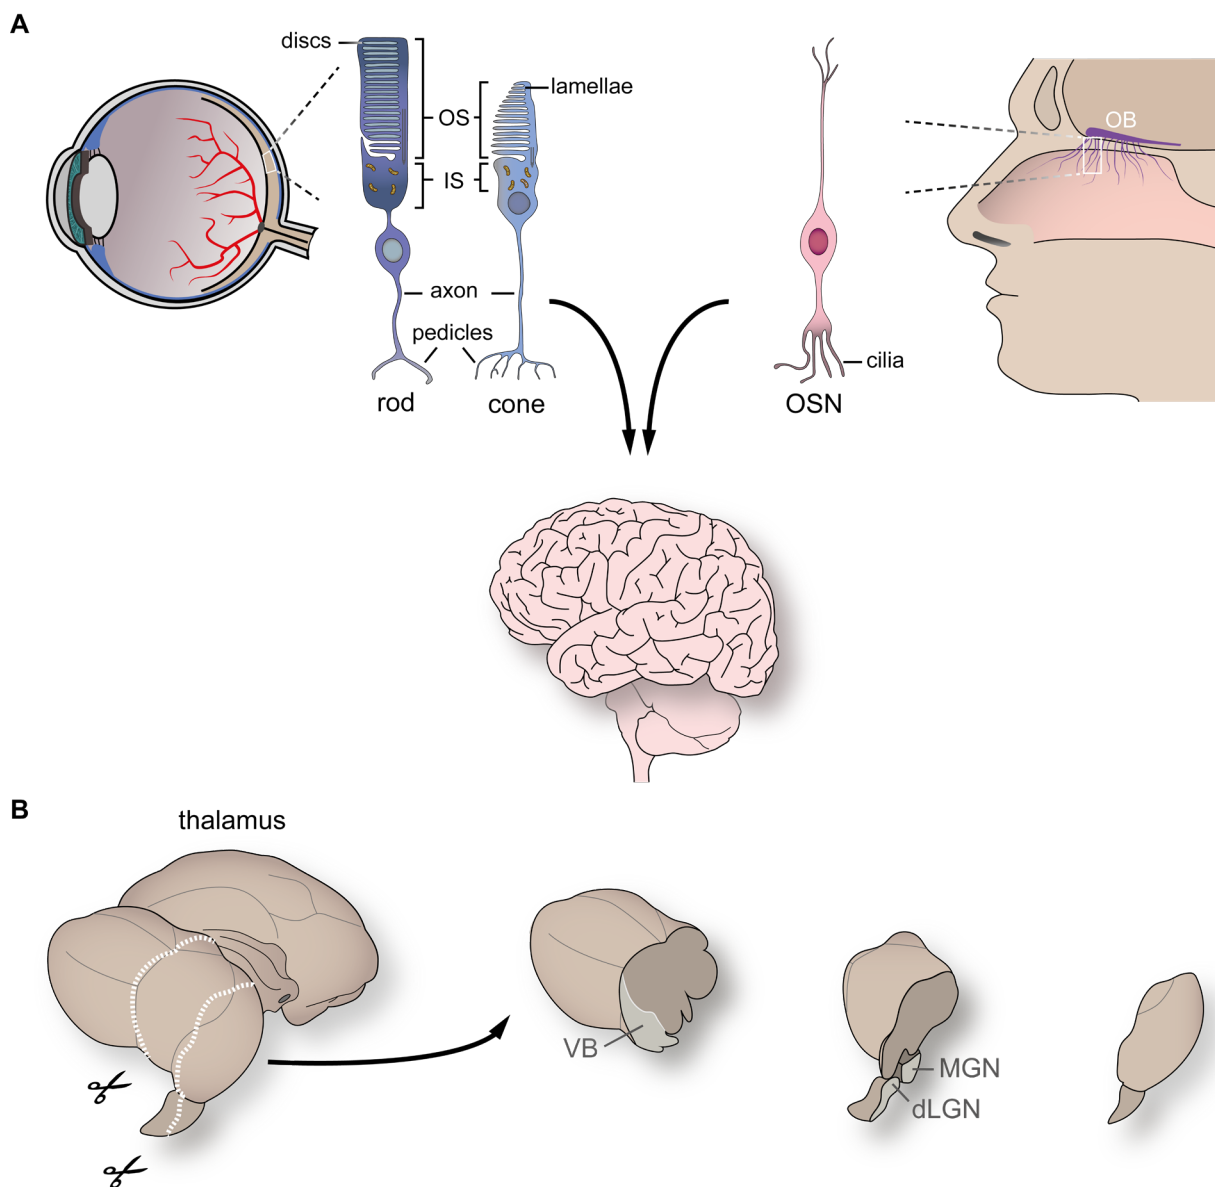 A
discs
OS
lamellae
IS
axon
pedicles
rod
cone
OB
cilia
OSN
B
thalamus
VB
MGN
dLGN